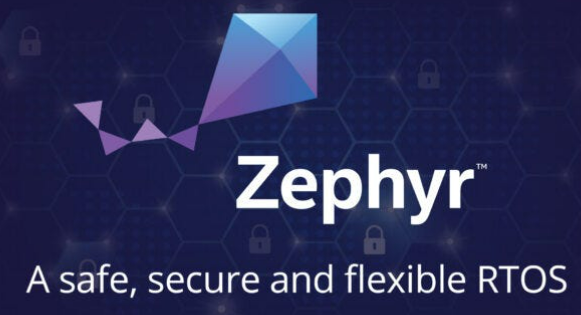 Zephyr™
A safe, secure and flexible RTOS